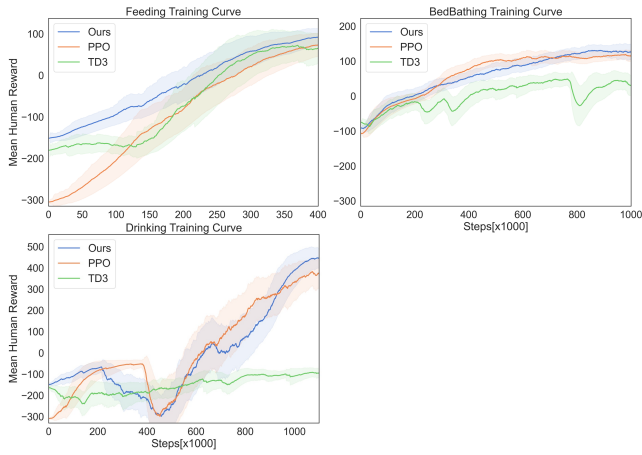 Feeding Training Curve
Mean Human Reward
100
0
−100
−200
−300
Ours
PPO
TD3
0 50 100 150 200 250 300 350 400
BedBathing Training Curve
200
100
0
−100
−200
−300
Ours
PPO
TD3
0 200 400 600 800 1000
Steps[x1000]
Drinking Training Curve
Mean Human Reward
500
400
300
200
100
0
−100
−200
−300
Ours
PPO
TD3
0 200 400 600 800 1000
Steps[x1000]